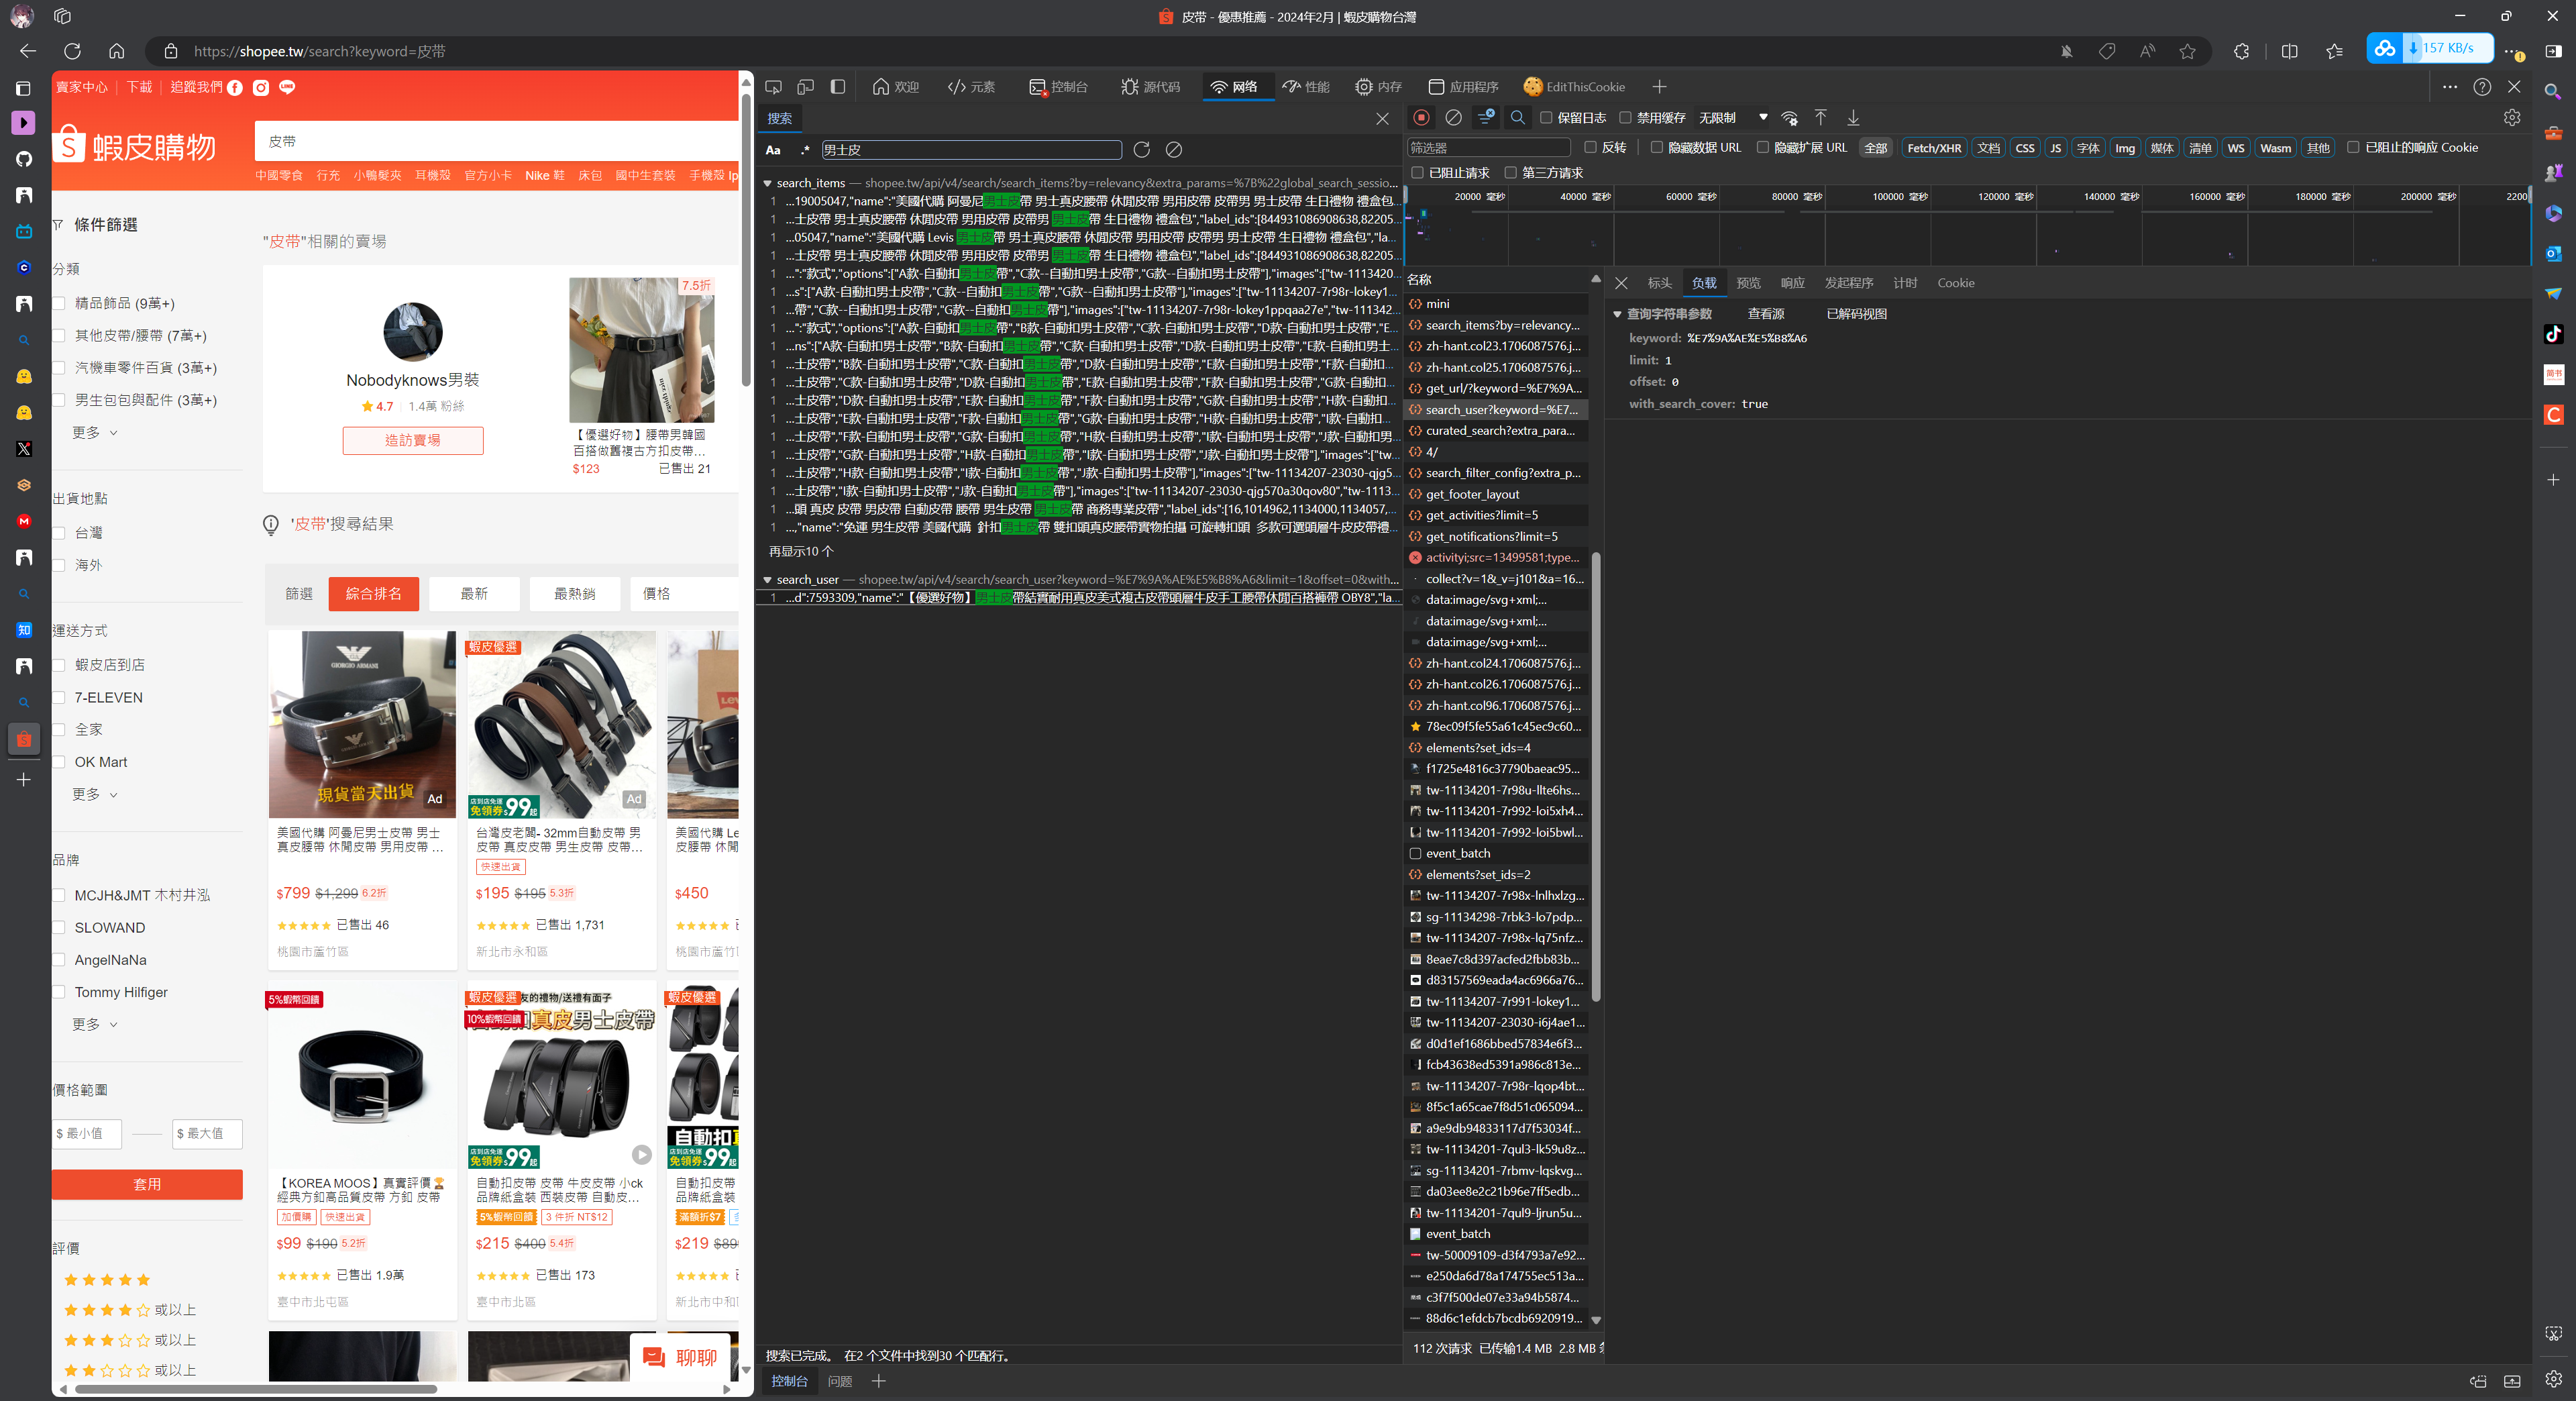 皮带 - 優惠推薦 - 2024年2月 | 蝦皮購物台灣
https://shopee.tw/search?keyword=皮带
157 KB/s
賣家中心 下載 追蹤我們
蝦皮購物
皮带
中國零食 行充 小鴨髮夾 耳機殼 官方小卡 Nike 鞋 床包 國中生套裝 手機殼 Ip
條件篩選
分類
精品飾品 (9萬+)
其他皮帶/腰帶 (7萬+)
汽機車零件百貨 (3萬+)
男生包包與配件 (3萬+)
更多
出貨地點
台灣
海外
運送方式
蝦皮店到店
7-ELEVEN
全家
OK Mart
更多
品牌
MCJH&JMT 木村井泓
SLOWAND
AngelNaNa
Tommy Hilfiger
更多
價格範圍
$ 最小值
$ 最大值
套用
評價
或以上
或以上
或以上
"皮带"相關的賣場
Nobodyknows男裝
4.7 1.4萬 粉絲
造訪賣場
7.5折
【優選好物】腰帶男韓國
百搭做舊複古方扣皮帶...
$123 已售出 21
'皮带'搜尋結果
篩選 綜合排名 最新 最熱銷 價格
GIORGIO ARMANI
現貨當天出貨
Ad
美國代購 阿曼尼男士皮帶 男士
真皮腰帶 休閒皮帶 男用皮帶 ...
$799 $1,299 6.2折
已售出 46
桃園市蘆竹區
蝦皮優選
店到店免運
免領券$99起
Ad
台灣皮老闆- 32mm自動皮帶 男
皮帶 真皮皮帶 男生皮帶 皮帶...
快速出貨
$195 $195 5.3折
已售出 1,731
新北市永和區
美國代購 Le
皮腰帶 休閒
$450
桃園市蘆竹
5%蝦幣回饋
【KOREA MOOS】真實評價
經典方釦高品質皮帶 方釦 皮帶
加價購 快速出貨
$99 $190 5.2折
已售出 1.9萬
臺中市北屯區
蝦皮優選
友的禮物/送禮有面子
10%蝦幣回饋
真皮男士皮帶
店到店免運
免領券$99起
自動扣皮帶 皮帶 牛皮皮帶 小ck
品牌紙盒裝 西裝皮帶 自動皮...
5%蝦幣回饋 3 件折 NT$12
$215 $400 5.4折
已售出 173
臺中市北區
蝦皮優選
自動扣
店到店免運
免領券$99
自動扣皮帶
品牌紙盒裝
滿額折$7
$219
新北市中和
聊聊
欢迎 元素 控制台 源代码 网络 性能 内存 应用程序 EditThisCookie
搜索
Aa .* 男士皮
search_items — shopee.tw/api/v4/search/search_items?by=relevancy&extra_params=%7B%22global_search_sessio...
1 ...19005047,"name":"美國代購 阿曼尼男士皮帶 男士真皮腰帶 休閒皮帶 男用皮帶 皮帶男 男士皮帶 生日禮物 禮盒包...
1 ...士皮帶 男士真皮腰帶 休閒皮帶 男用皮帶 皮帶男 男士皮帶 生日禮物 禮盒包","label_ids":[844931086908638,82205...
1 ...05047,"name":"美國代購 Levis 男士皮帶 男士真皮腰帶 休閒皮帶 男用皮帶 皮帶男 男士皮帶 生日禮物 禮盒包","la...
1 ...士皮帶 男士真皮腰帶 休閒皮帶 男用皮帶 皮帶男 男士皮帶 生日禮物 禮盒包","label_ids":[844931086908638,82205...
1 ...":"款式","options":["A款-自動扣男士皮帶","C款--自動扣男士皮帶","G款--自動扣男士皮帶"],"images":["tw-1113420...
1 ...s":["A款-自動扣男士皮帶","C款--自動扣男士皮帶","G款--自動扣男士皮帶"],"images":["tw-11134207-7r98r-lokey1...
1 ...帶","C款--自動扣男士皮帶","G款--自動扣男士皮帶"],"images":["tw-11134207-7r98r-lokey1ppqaa27e","tw-111342...
1 ...":"款式","options":["A款-自動扣男士皮帶","B款-自動扣男士皮帶","C款-自動扣男士皮帶","D款-自動扣男士皮帶","E...
1 ...ns":["A款-自動扣男士皮帶","B款-自動扣男士皮帶","C款-自動扣男士皮帶","D款-自動扣男士皮帶","E款-自動扣男士...
1 ...士皮帶","B款-自動扣男士皮帶","C款-自動扣男士皮帶","D款-自動扣男士皮帶","E款-自動扣男士皮帶","F款-自動扣...
1 ...士皮帶","C款-自動扣男士皮帶","D款-自動扣男士皮帶","E款-自動扣男士皮帶","F款-自動扣男士皮帶","G款-自動扣...
1 ...士皮帶","D款-自動扣男士皮帶","E款-自動扣男士皮帶","F款-自動扣男士皮帶","G款-自動扣男士皮帶","H款-自動扣...
1 ...士皮帶","E款-自動扣男士皮帶","F款-自動扣男士皮帶","G款-自動扣男士皮帶","H款-自動扣男士皮帶","I款-自動扣...
1 ...士皮帶","F款-自動扣男士皮帶","G款-自動扣男士皮帶","H款-自動扣男士皮帶","I款-自動扣男士皮帶","J款-自動扣男...
1 ...士皮帶","G款-自動扣男士皮帶","H款-自動扣男士皮帶","I款-自動扣男士皮帶","J款-自動扣男士皮帶"],"images":["tw...
1 ...士皮帶","H款-自動扣男士皮帶","I款-自動扣男士皮帶","J款-自動扣男士皮帶"],"images":["tw-11134207-23030-qjg5...
1 ...士皮帶","I款-自動扣男士皮帶","J款-自動扣男士皮帶"],"images":["tw-11134207-23030-qjg570a30qov80","tw-1113...
1 ...頭 真皮 皮帶 男皮帶 自動皮帶 腰帶 男生皮帶 男士皮帶 商務專業皮帶","label_ids":[16,1014962,1134000,1134057,...
1 ...,"name":"免運 男生皮帶 美國代購 針扣男士皮帶 雙扣頭真皮腰帶實物拍攝 可旋轉扣頭 多款可選頭層牛皮皮帶禮...
再显示10 个
search_user — shopee.tw/api/v4/search/search_user?keyword=%E7%9A%AE%E5%B8%A6&limit=1&offset=0&with...
1 ...d":7593309,"name":"【優選好物】男士皮帶結實耐用真皮美式複古皮帶頭層牛皮手工腰帶休閒百搭褲帶 OBY8","la...
搜索已完成。 在2 个文件中找到30 个匹配行。
控制台 问题
保留日志 禁用缓存 无限制
筛选器 反转 隐藏数据 URL 隐藏扩展 URL 全部 Fetch/XHR 文档 CSS JS 字体 Img 媒体 清单 WS Wasm 其他 已阻止的响应 Cookie
已阻止请求 第三方请求
20000 毫秒 40000 毫秒 60000 毫秒 80000 毫秒 100000 毫秒 120000 毫秒 140000 毫秒 160000 毫秒 180000 毫秒 200000 毫秒 2200
名称
mini
search_items?by=relevancy...
zh-hant.col23.1706087576.j...
zh-hant.col25.1706087576.j...
get_url/?keyword=%E7%9A...
search_user?keyword=%E7...
curated_search?extra_para...
4/
search_filter_config?extra_p...
get_footer_layout
get_activities?limit=5
get_notifications?limit=5
activityi;src=13499581;type...
collect?v=1&_v=j101&a=16...
data:image/svg+xml;...
data:image/svg+xml;...
data:image/svg+xml;...
zh-hant.col24.1706087576.j...
zh-hant.col26.1706087576.j...
zh-hant.col96.1706087576.j...
78ec09f5fe55a61c45ec9c60...
elements?set_ids=4
f1725e4816c37790baeac95...
tw-11134201-7r98u-llte6hs...
tw-11134201-7r992-loi5xh4...
tw-11134201-7r992-loi5bwl...
event_batch
elements?set_ids=2
tw-11134207-7r98x-lnlhxlzg...
sg-11134298-7rbk3-lo7pdp...
tw-11134207-7r98x-lq75nfz...
8eae7c8d397acfed2fbb83b...
d83157569eada4ac6966a76...
tw-11134207-7r991-lokey1...
tw-11134207-23030-i6j4ae1...
d0d1ef1686bbed57834e6f3...
fcb43638ed5391a986c813e...
tw-11134207-7r98r-lqop4bt...
8f5c1a65cae7f8d51c065094...
a9e9db94833117d7f53034f...
tw-11134201-7qul3-lk59u8z...
sg-11134201-7rbmv-lqskvg...
da03ee8e2c21b96e7ff5edb...
tw-11134201-7qul9-ljrun5u...
event_batch
tw-50009109-d3f4793a7e92...
e250da6d78a174755ec513a...
c3f7f500de07e33a94b5874...
88d6c1efdcb7bcdb6920919...
112 次请求 已传输1.4 MB 2.8 MB
标头 负载 预览 响应 发起程序 计时 Cookie
查询字符串参数 查看源 已解码视图
keyword: %E7%9A%AE%E5%B8%A6
limit: 1
offset: 0
with_search_cover: true